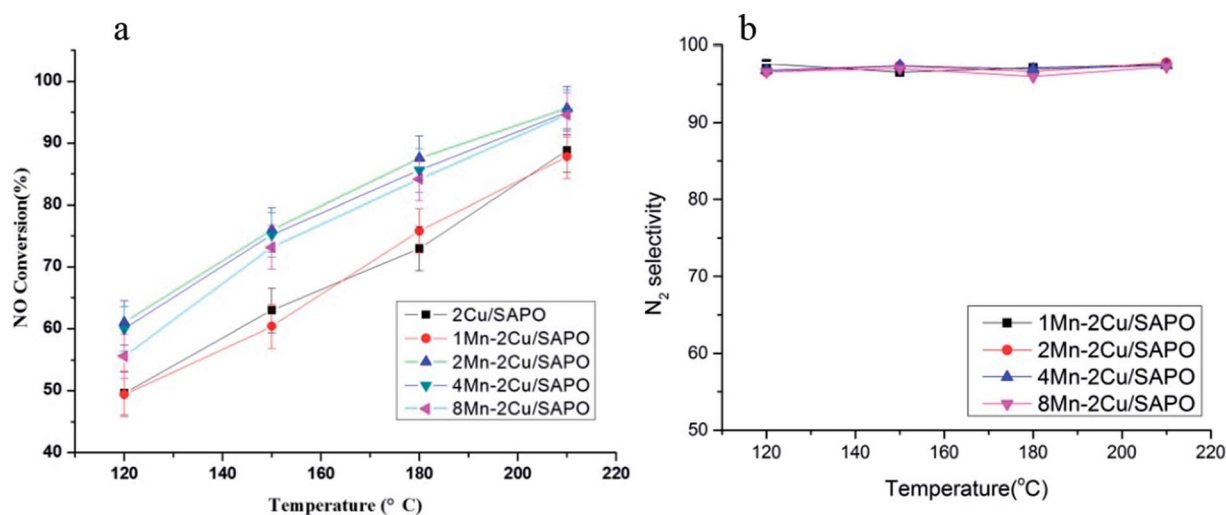 a
NO Conversion(%)
100
90
80
70
60
50
40
120
140
160
180
200
220
Temperature (° C)
2Cu/SAPO
1Mn-2Cu/SAPO
2Mn-2Cu/SAPO
4Mn-2Cu/SAPO
8Mn-2Cu/SAPO
b
N₂ selectivity
100
90
80
70
60
50
120
140
160
180
200
220
Temperature(°C)
1Mn-2Cu/SAPO
2Mn-2Cu/SAPO
4Mn-2Cu/SAPO
8Mn-2Cu/SAPO